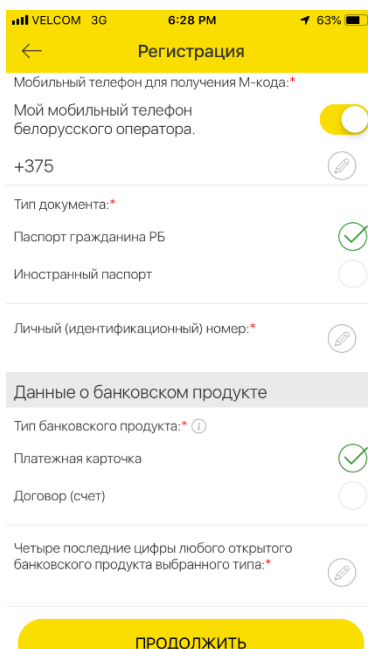 VELCOM 3G 6:28 PM 63%
Регистрация
Мобильный телефон для получения М-кода:*
Мой мобильный телефон
белорусского оператора.
+375
Тип документа:*
Паспорт гражданина РБ
Иностранный паспорт
Личный (идентификационный) номер:*
Данные о банковском продукте
Тип банковского продукта:* i
Платежная карточка
Договор (счет)
Четыре последние цифры любого открытого
банковского продукта выбранного типа:*
ПРОДОЛЖИТЬ